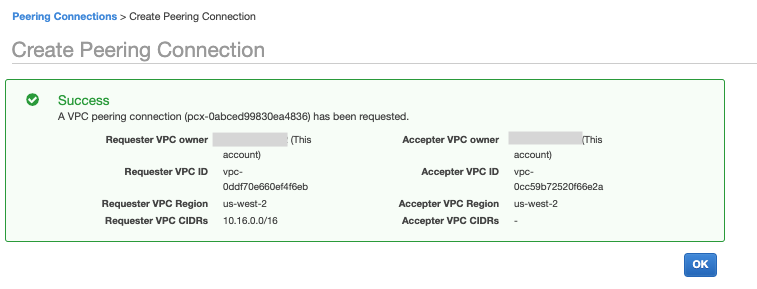 Peering Connections > Create Peering Connection
Create Peering Connection
Success
A VPC peering connection (pcx-0abced99830ea4836) has been requested.
Requester VPC owner (This account)
Accepter VPC owner (This account)
Requester VPC ID vpc-0ddf70e660ef4f6eb
Accepter VPC ID vpc-0cc59b72520f66e2a
Requester VPC Region us-west-2
Accepter VPC Region us-west-2
Requester VPC CIDRs 10.16.0.0/16
Accepter VPC CIDRs -
OK